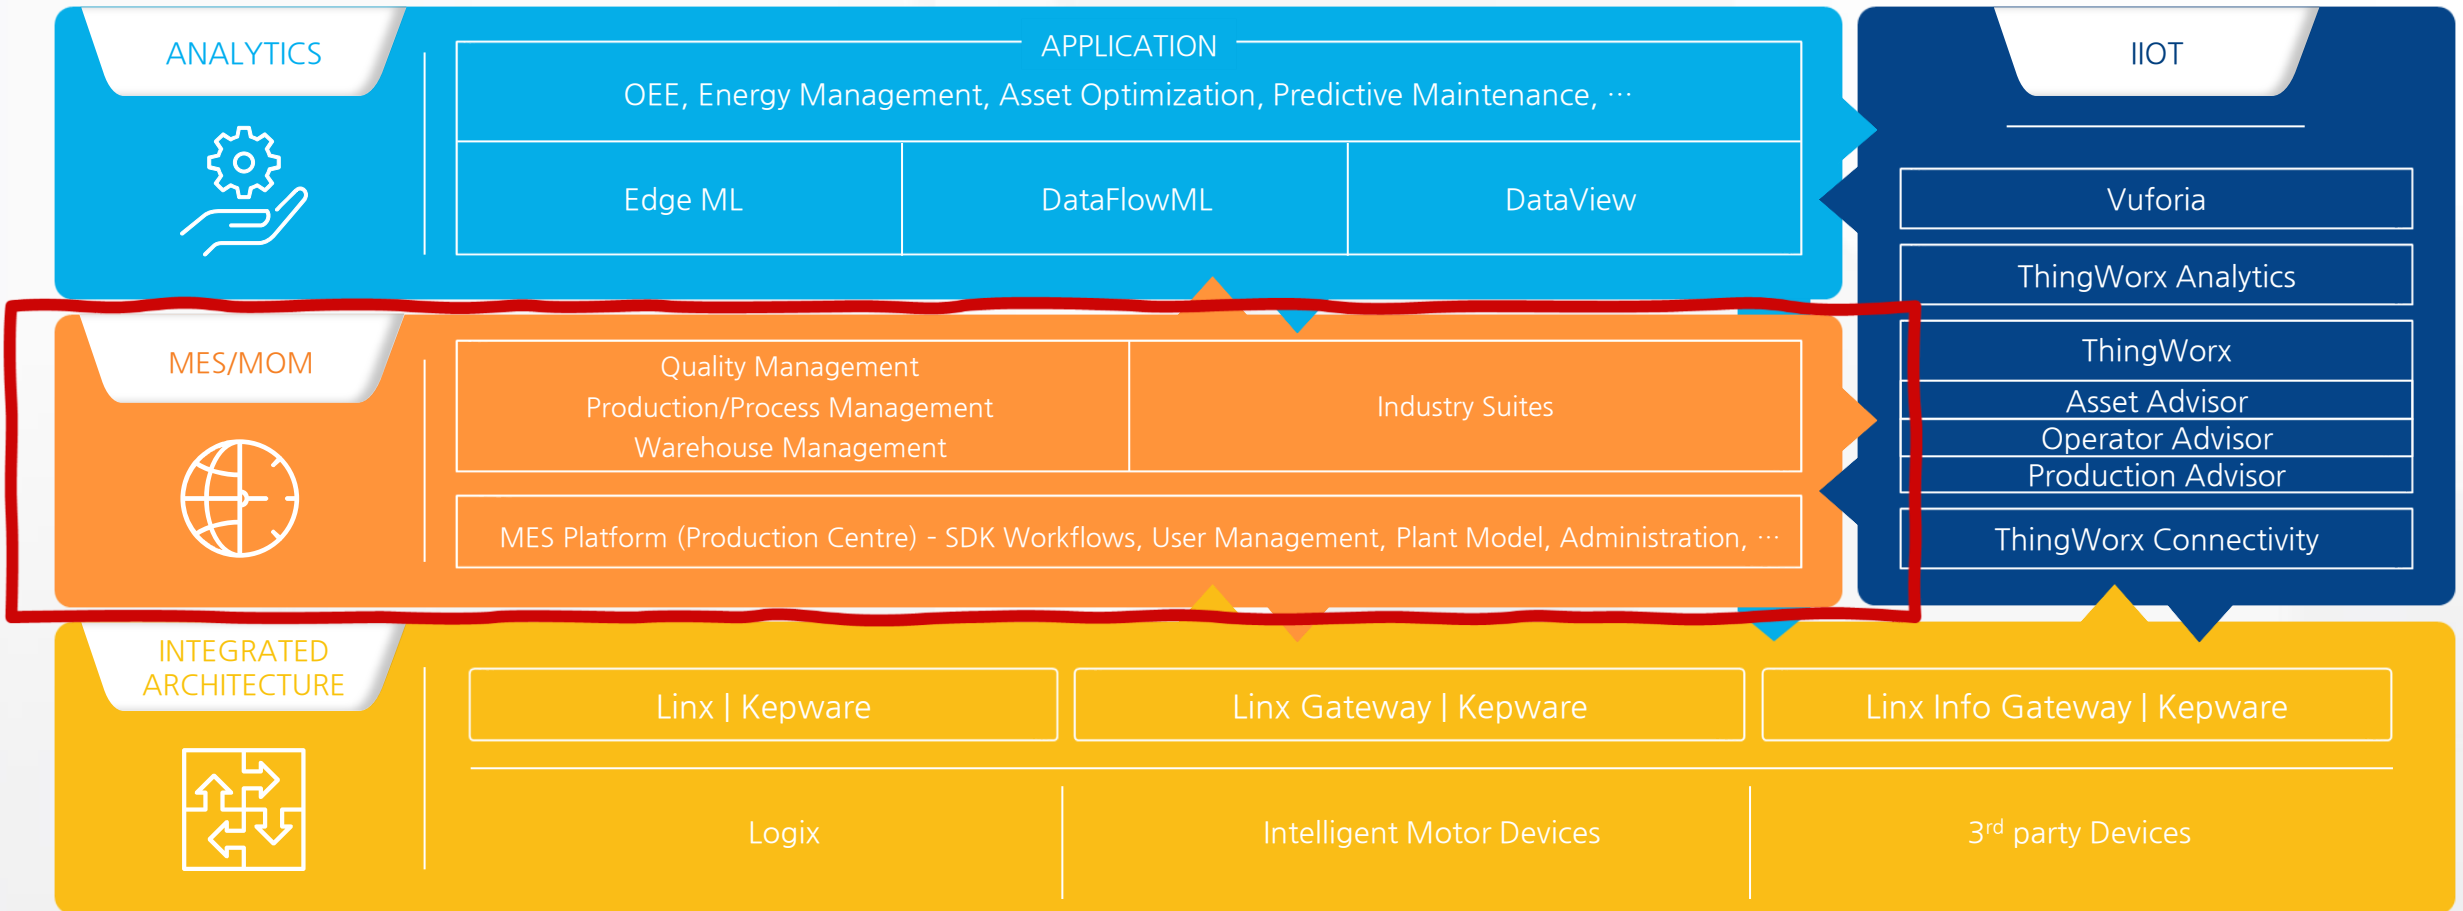 ANALYTICS
APPLICATION
OEE, Energy Management, Asset Optimization, Predictive Maintenance, ···
Edge ML
DataFlowML
DataView
MES/MOM
Quality Management
Production/Process Management
Warehouse Management
Industry Suites
MES Platform (Production Centre) - SDK Workflows, User Management, Plant Model, Administration, ···
IIOT
Vuforia
ThingWorx Analytics
ThingWorx
Asset Advisor
Operator Advisor
Production Advisor
ThingWorx Connectivity
INTEGRATED
ARCHITECTURE
Linx | Kepware
Linx Gateway | Kepware
Linx Info Gateway | Kepware
Logix
Intelligent Motor Devices
3rd party Devices